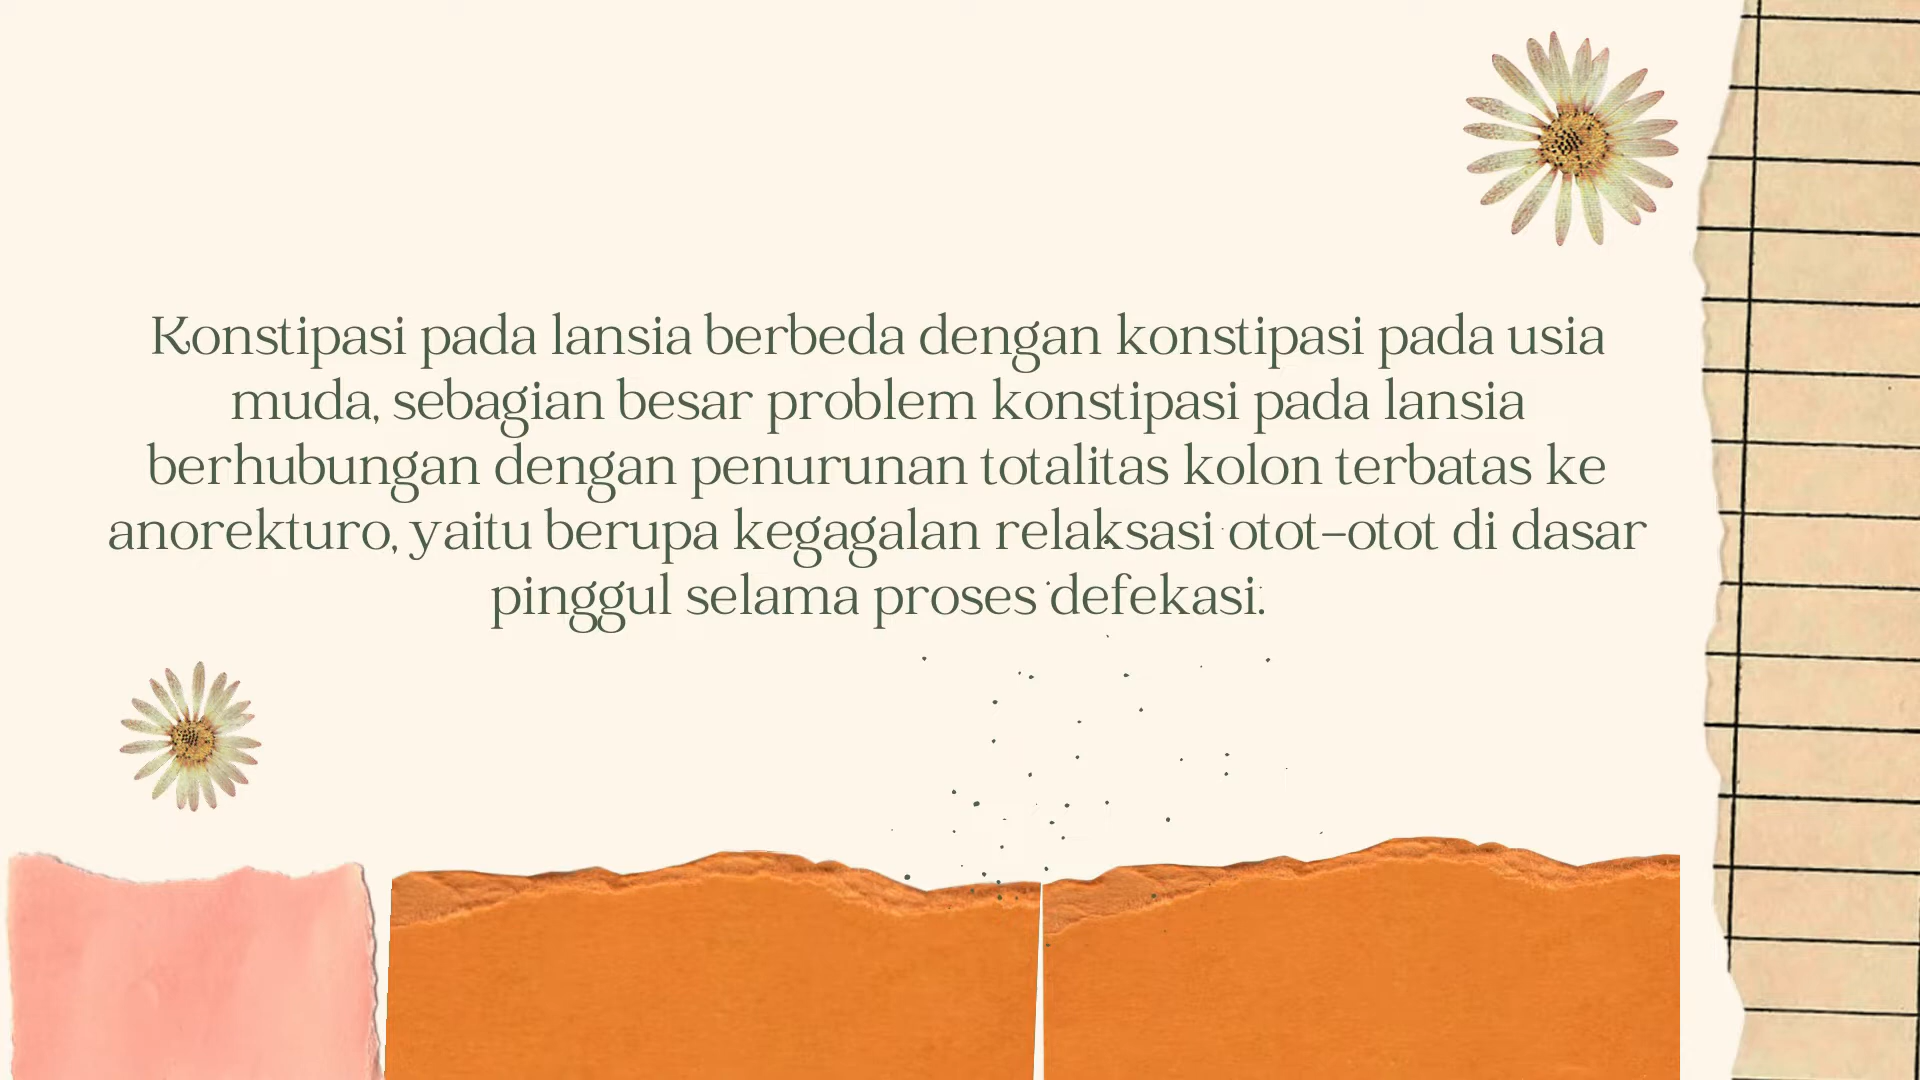 Konstipasi pada lansia berbeda dengan konstipasi pada usia
muda, sebagian besar problem konstipasi pada lansia
berhubungan dengan penurunan totalitas kolon terbatas ke
anorekturo, yaitu berupa kegagalan relaksasi otot-otot di dasar
pinggul selama proses defekasi.